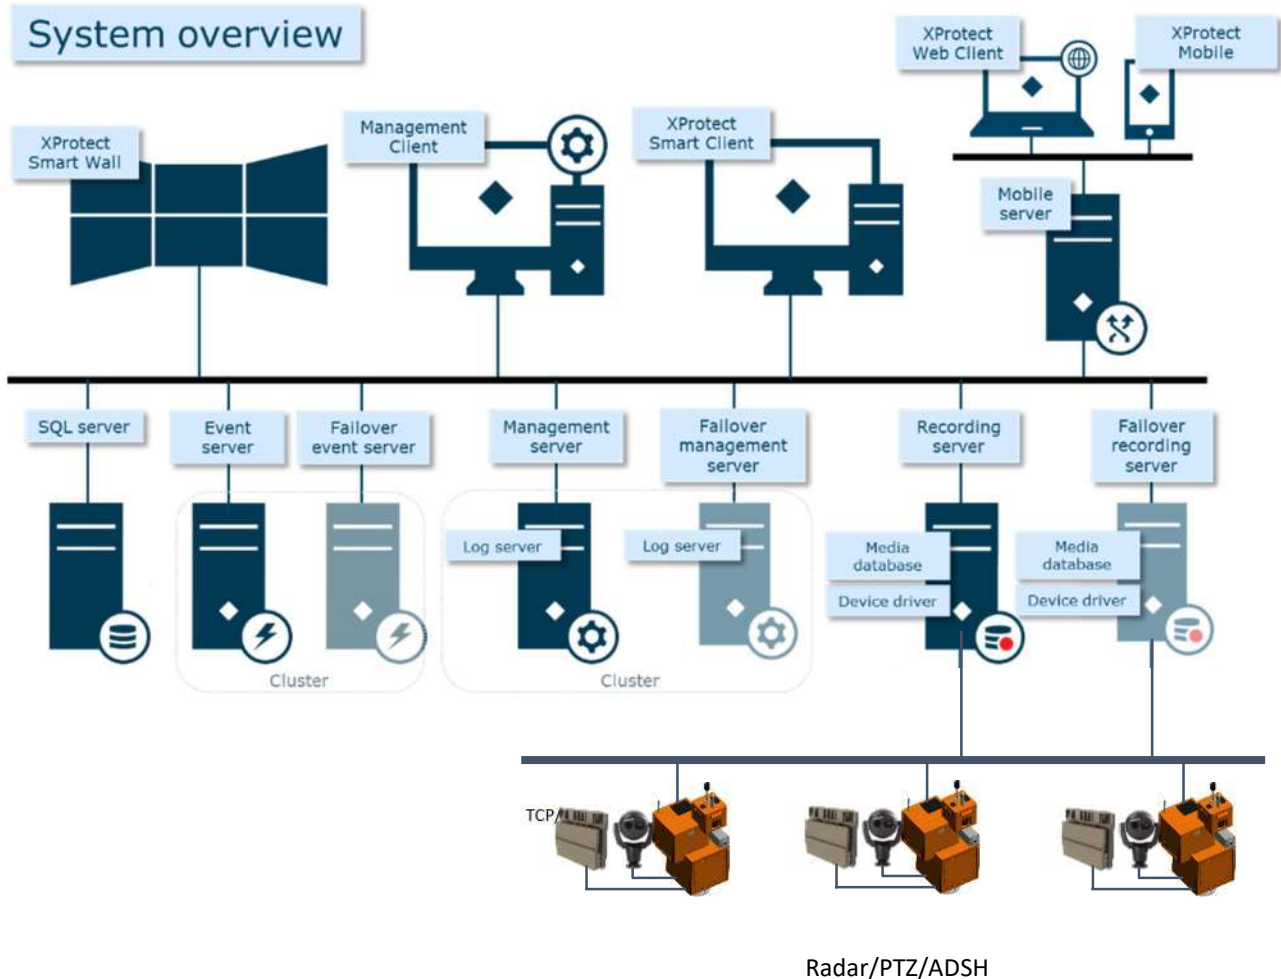 System overview
XProtect
Web Client
XProtect
Mobile
XProtect
Smart Wall
Management
Client
XProtect
Smart Client
Mobile
server
SQL server
Event
server
Failover
event server
Management
server
Failover
management
server
Recording
server
Failover
recording
server
Log server
Log server
Media
database
Device driver
Media
database
Device driver
Cluster
Cluster
TCP/
Radar/PTZ/ADSH